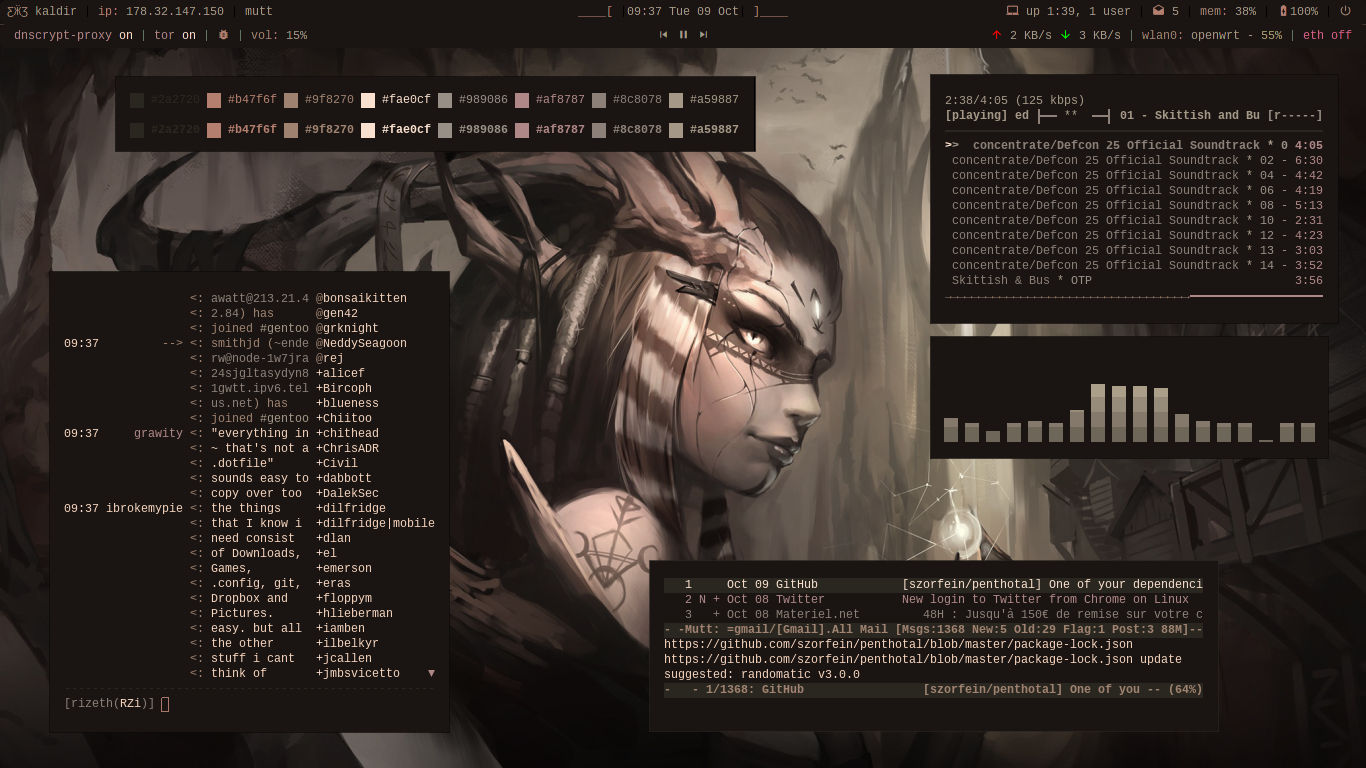 kaldir | ip: 178.32.147.150 | mutt
____[ |09:37 Tue 09 Oct| ]____
up 1:39, 1 user | 5 | mem: 38% | 100% |
dnscrypt-proxy on | tor on | | vol: 15%
2 KB/s 3 KB/s | wlan0: openwrt - 55% | eth off
#2a2720 #b47f6f #9f8270 #fae0cf #989086 #af8787 #8c8078 #a59887
#2a2720 #b47f6f #9f8270 #fae0cf #989086 #af8787 #8c8078 #a59887
2:38/4:05 (125 kbps)
[playing] ed ├── ** ──┤ 01 - Skittish and Bu [r-----]
>> concentrate/Defcon 25 Official Soundtrack * 0 4:05
concentrate/Defcon 25 Official Soundtrack * 02 - 6:30
concentrate/Defcon 25 Official Soundtrack * 04 - 4:42
concentrate/Defcon 25 Official Soundtrack * 06 - 4:19
concentrate/Defcon 25 Official Soundtrack * 08 - 5:13
concentrate/Defcon 25 Official Soundtrack * 10 - 2:31
concentrate/Defcon 25 Official Soundtrack * 12 - 4:23
concentrate/Defcon 25 Official Soundtrack * 13 - 3:03
concentrate/Defcon 25 Official Soundtrack * 14 - 3:52
Skittish & Bus * OTP 3:56
<: awatt@213.21.4 @bonsaikitten
<: 2.84) has @gen42
<: joined #gentoo @grknight
09:37 --> <: smithjd (~ende @NeddySeagoon
<: rw@node-1w7jra @rej
<: 24sjgltasydyn8 +alicef
<: 1gwtt.ipv6.tel +Bircoph
<: us.net) has +blueness
<: joined #gentoo +Chiitoo
09:37 grawity <: "everything in +chithead
<: ~ that's not a +ChrisADR
<: .dotfile" +Civil
<: sounds easy to +dabbott
<: copy over too +DalekSec
09:37 ibrokemypie <: the things +dilfridge
<: that I know i +dilfridge|mobile
<: need consist +dlan
<: of Downloads, +el
<: Games, +emerson
<: .config, git, +eras
<: Dropbox and +floppym
<: Pictures. +hlieberman
<: easy. but all +iamben
<: the other +ilbelkyr
<: stuff i cant +jcallen
<: think of +jmbsvicetto ▼
[rizeth(RZi)]
1 Oct 09 GitHub [szorfein/penthotal] One of your dependenci
2 N + Oct 08 Twitter New login to Twitter from Chrome on Linux
3 + Oct 08 Materiel.net 48H : Jusqu'à 150€ de remise sur votre c
- -Mutt: =gmail/[Gmail].All Mail [Msgs:1368 New:5 Old:29 Flag:1 Post:3 88M]--
https://github.com/szorfein/penthotal/blob/master/package-lock.json
https://github.com/szorfein/penthotal/blob/master/package-lock.json update
suggested: randomatic v3.0.0
- - 1/1368: GitHub [szorfein/penthotal] One of you -- (64%)